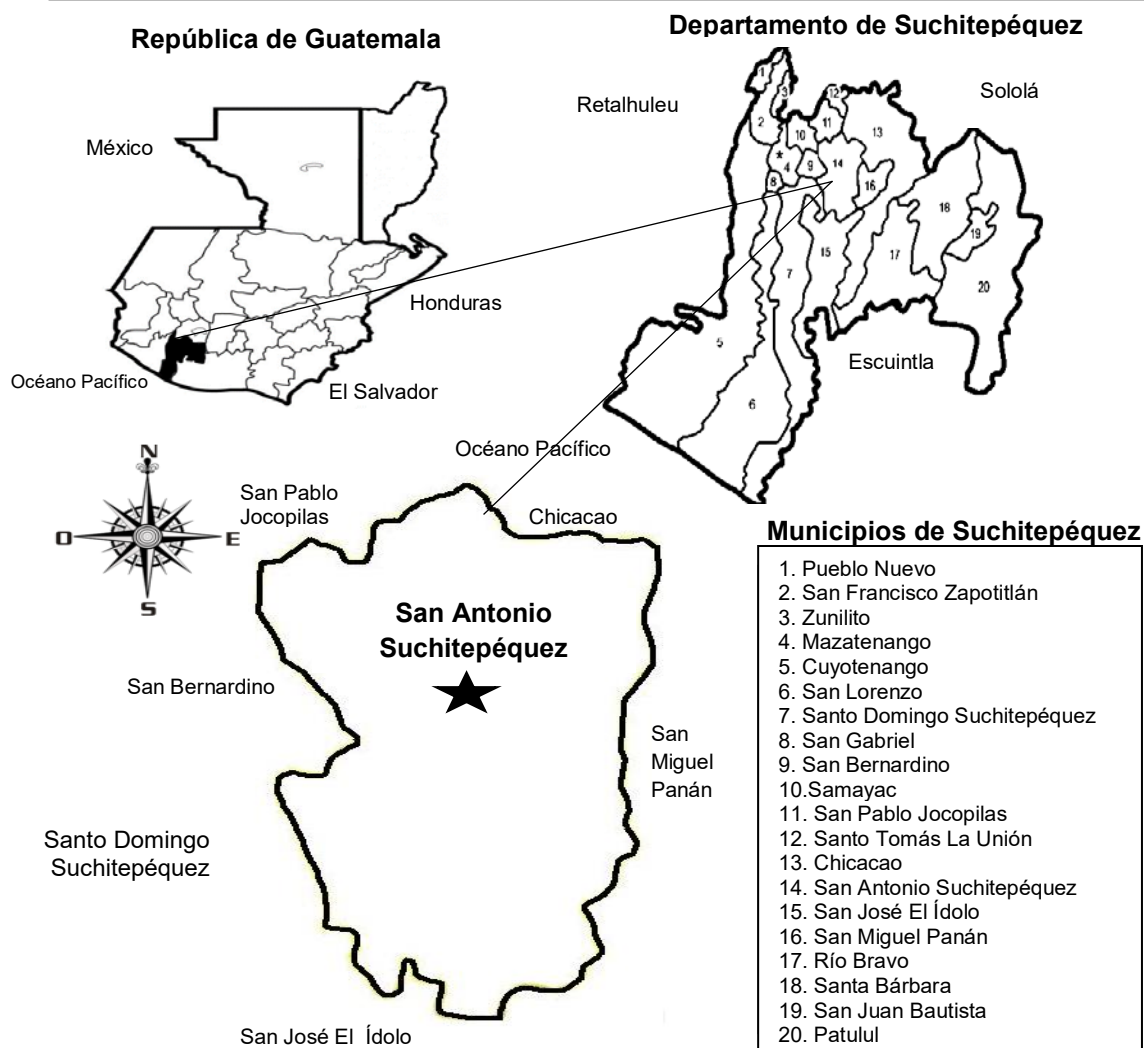 República de Guatemala
México
Honduras
Océano Pacífico
El Salvador
Departamento de Suchitepéquez
Retalhuleu
Sololá
1
3
12
2
10
11
13
*
4
9
14
8
16
18
19
7
15
17
20
5
6
Escuintla
Océano Pacífico
N
O
E
S
San Pablo
Jocopilas
Chicacao
San Antonio
Suchitepéquez
San Bernardino
San
Miguel
Panán
Santo Domingo
Suchitepéquez
San José El Ídolo
Municipios de Suchitepéquez
1. Pueblo Nuevo
2. San Francisco Zapotitlán
3. Zunilito
4. Mazatenango
5. Cuyotenango
6. San Lorenzo
7. Santo Domingo Suchitepéquez
8. San Gabriel
9. San Bernardino
10.Samayac
11. San Pablo Jocopilas
12. Santo Tomás La Unión
13. Chicacao
14. San Antonio Suchitepéquez
15. San José El Ídolo
16. San Miguel Panán
17. Río Bravo
18. Santa Bárbara
19. San Juan Bautista
20. Patulul